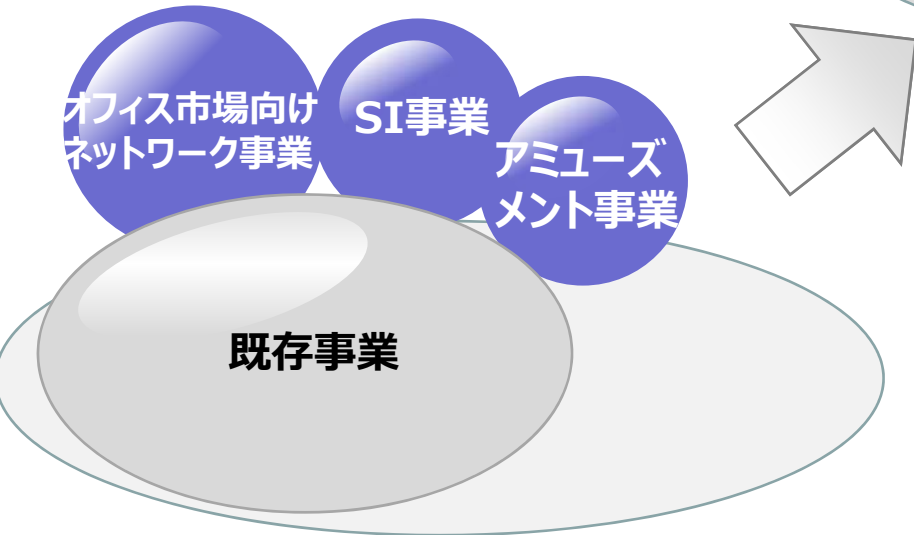 オフィス市場向け
ネットワーク事業
SI事業
アミューズ
メント事業
既存事業